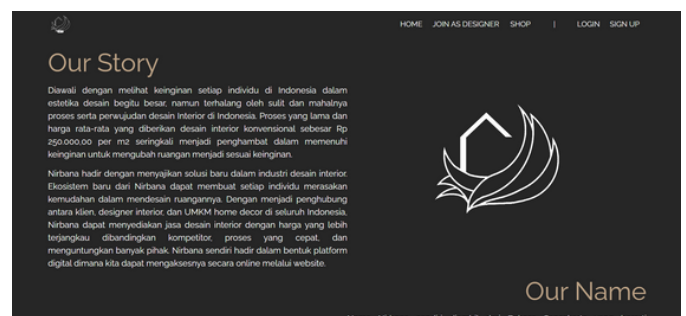 HOME JOIN AS DESIGNER SHOP | LOGIN SIGN UP
Our Story
Diawali dengan melihat keinginan setiap individu di Indonesia dalam
estetika desain begitu besar, namun terhalang oleh sulit dan mahalnya
proses serta perwujudan desain Interior di Indonesia. Proses yang lama dan
harga rata-rata yang diberikan desain interior konvensional sebesar Rp
250.000,00 per m2 seringkali menjadi penghambat dalam memenuhi
keinginan untuk mengubah ruangan menjadi sesuai keinginan.
Nirbana hadir dengan menyajikan solusi baru dalam industri desain interior.
Ekosistem baru dari Nirbana dapat membuat setiap individu merasakan
kemudahan dalam mendesain ruangannya. Dengan menjadi penghubung
antara klien, designer interior, dan UMKM home decor di seluruh Indonesia,
Nirbana dapat menyediakan jasa desain interior dengan harga yang lebih
terjangkau dibandingkan kompetitor, proses yang cepat, dan
menguntungkan banyak pihak. Nirbana sendiri hadir dalam bentuk platform
digital dimana kita dapat mengaksesnya secara online melalui website.
Our Name